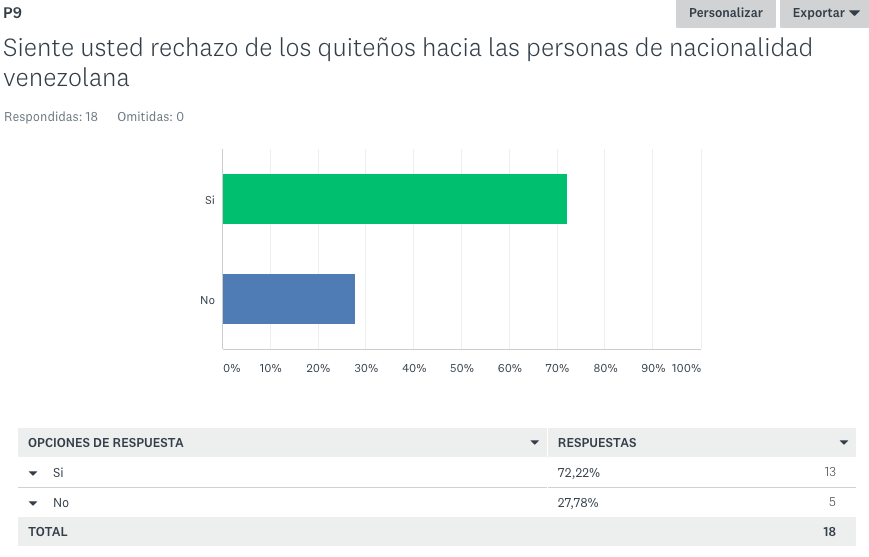 P9
Personalizar
Exportar
Siente usted rechazo de los quiteños hacia las personas de nacionalidad
venezolana
Respondidas: 18 Omitidas: 0
Si
No
0% 10% 20% 30% 40% 50% 60% 70% 80% 90% 100%
OPCIONES DE RESPUESTA RESPUESTAS
Si 72,22% 13
No 27,78% 5
TOTAL 18